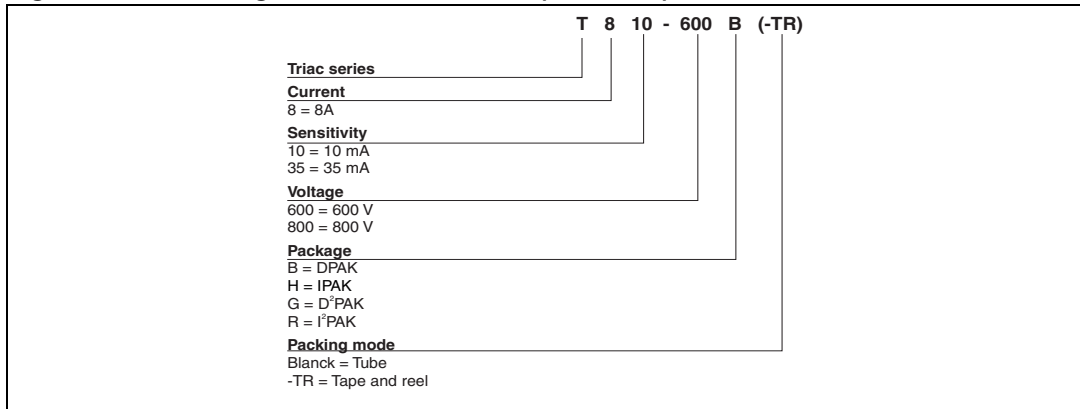 T 8 10 - 600 B (-TR)
Triac series
Current
8 = 8A
Sensitivity
10 = 10 mA
35 = 35 mA
Voltage
600 = 600 V
800 = 800 V
Package
B = DPAK
H = IPAK
G = D²PAK
R = I²PAK
Packing mode
Blanck = Tube
-TR = Tape and reel